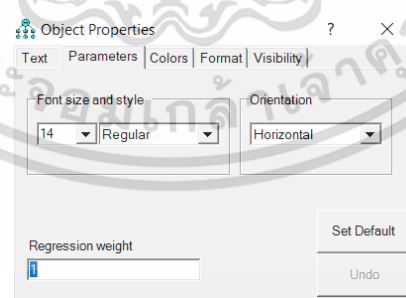 Object Properties ? ×
Text Parameters Colors Format Visibility
Font size and style Orientation
14 Regular Horizontal
Set Default
Regression weight
1
Undo